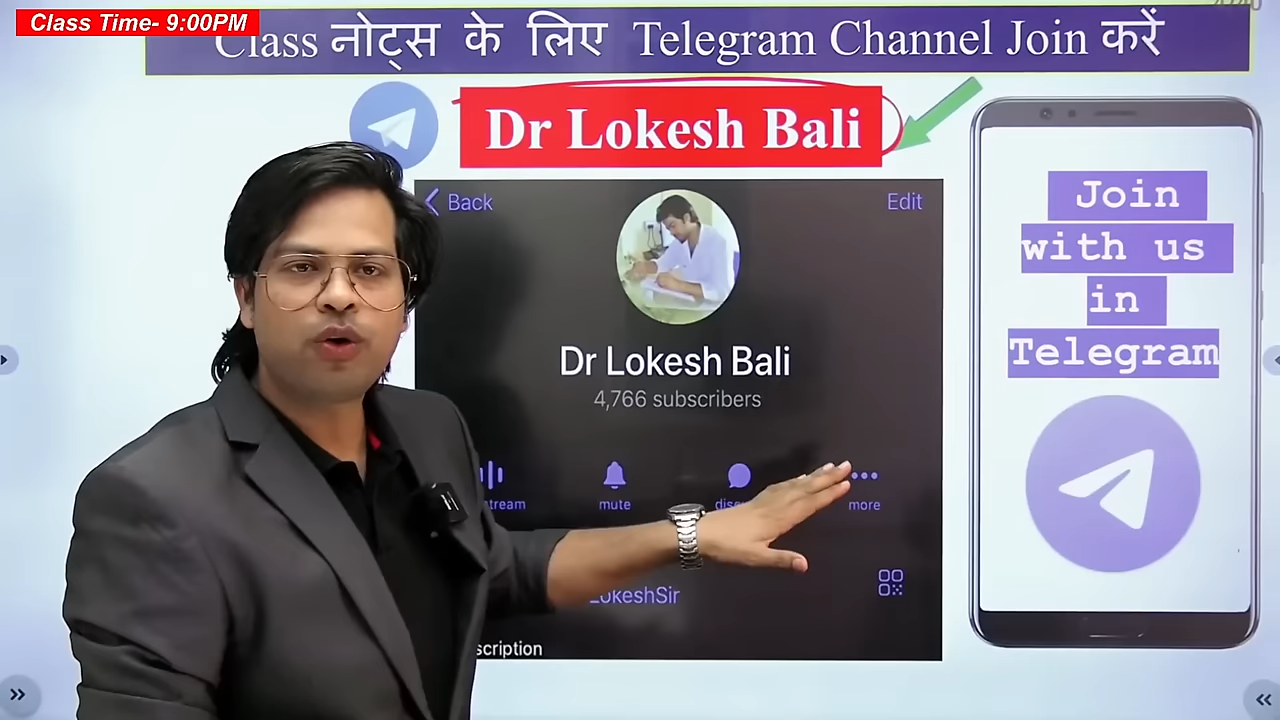 Class Time- 9:00PM
Class नोट्स के लिए Telegram Channel Join करें
Dr Lokesh Bali
Back
Edit
Dr Lokesh Bali
4,766 subscribers
mute
more
LokeshSir
Join
with us
in
Telegram